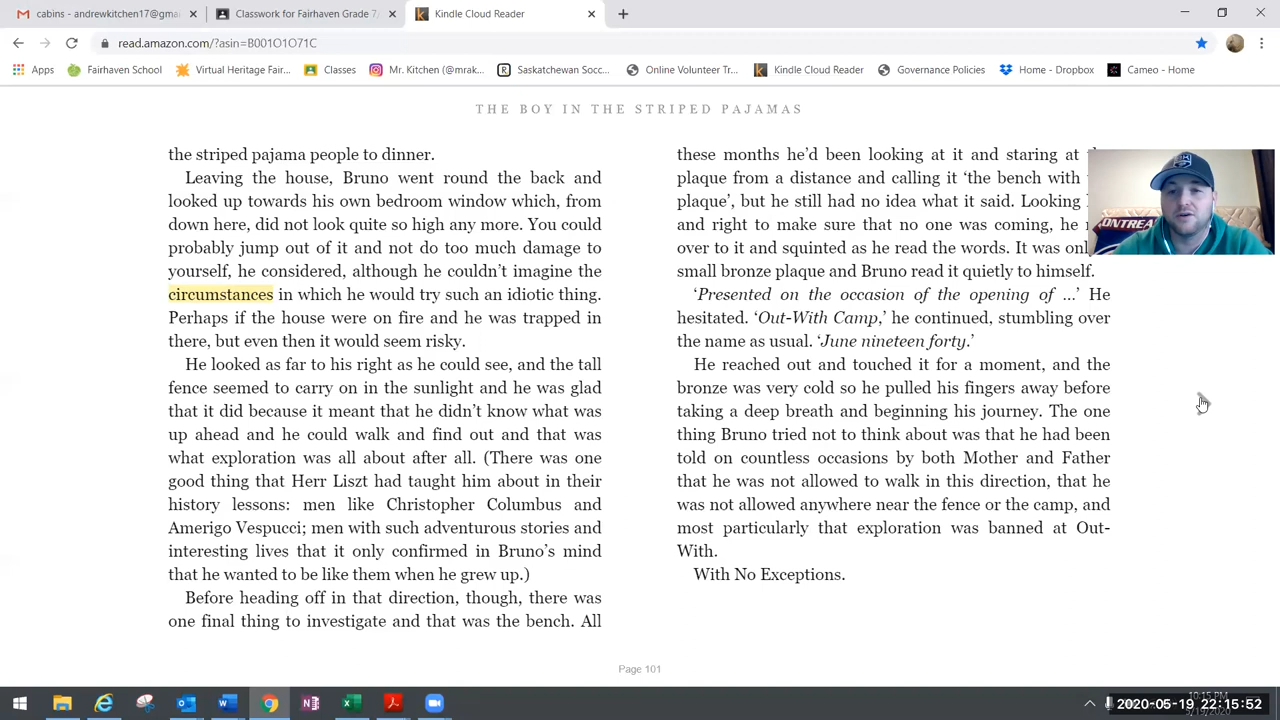 cabins - andrewkitchen17@gma
Classwork for Fairhaven Grade 7/
Kindle Cloud Reader
read.amazon.com/?asin=B001O1O71C
Apps
Fairhaven School
Virtual Heritage Fair...
Classes
Mr. Kitchen (@mrak...
Saskatchewan Socc...
Online Volunteer Tr...
Kindle Cloud Reader
Governance Policies
Home - Dropbox
Cameo - Home
THE BOY IN THE STRIPED PAJAMAS
the striped pajama people to dinner.
Leaving the house, Bruno went round the back and
looked up towards his own bedroom window which, from
down here, did not look quite so high any more. You could
probably jump out of it and not do too much damage to
yourself, he considered, although he couldn't imagine the
circumstances in which he would try such an idiotic thing.
Perhaps if the house were on fire and he was trapped in
there, but even then it would seem risky.
He looked as far to his right as he could see, and the tall
fence seemed to carry on in the sunlight and he was glad
that it did because it meant that he didn't know what was
up ahead and he could walk and find out and that was
what exploration was all about after all. (There was one
good thing that Herr Liszt had taught him about in their
history lessons: men like Christopher Columbus and
Amerigo Vespucci; men with such adventurous stories and
interesting lives that it only confirmed in Bruno's mind
that he wanted to be like them when he grew up.)
Before heading off in that direction, though, there was
one final thing to investigate and that was the bench. All
these months he'd been looking at it and staring at
plaque from a distance and calling it 'the bench with
plaque', but he still had no idea what it said. Looking
and right to make sure that no one was coming, he
over to it and squinted as he read the words. It was
small bronze plaque and Bruno read it quietly to himself.
'Presented on the occasion of the opening of ...' He
hesitated. 'Out-With Camp,' he continued, stumbling over
the name as usual. 'June nineteen forty.'
He reached out and touched it for a moment, and the
bronze was very cold so he pulled his fingers away before
taking a deep breath and beginning his journey. The one
thing Bruno tried not to think about was that he had been
told on countless occasions by both Mother and Father
that he was not allowed to walk in this direction, that he
was not allowed anywhere near the fence or the camp, and
most particularly that exploration was banned at Out-
With.
With No Exceptions.
ONTREA
Page 101
10:15 PM
2020-05-19 22:15:52